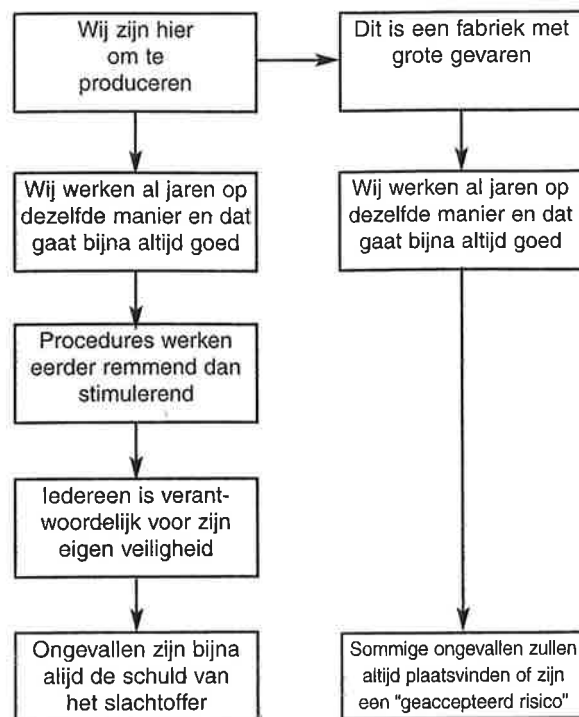 Wij zijn hier
om te
produceren
Dit is een fabriek met
grote gevaren
Wij werken al jaren op
dezelfde manier en dat
gaat bijna altijd goed
Wij werken al jaren op
dezelfde manier en dat
gaat bijna altijd goed
Procedures werken
eerder remmend dan
stimulerend
Iedereen is verant-
woordelijk voor zijn
eigen veiligheid
Ongevallen zijn bijna
alijd de schuld van
het slachtoffer
Sommige ongevallen zullen
altijd plaatsvinden of zijn
een "geaccepteerd risico"